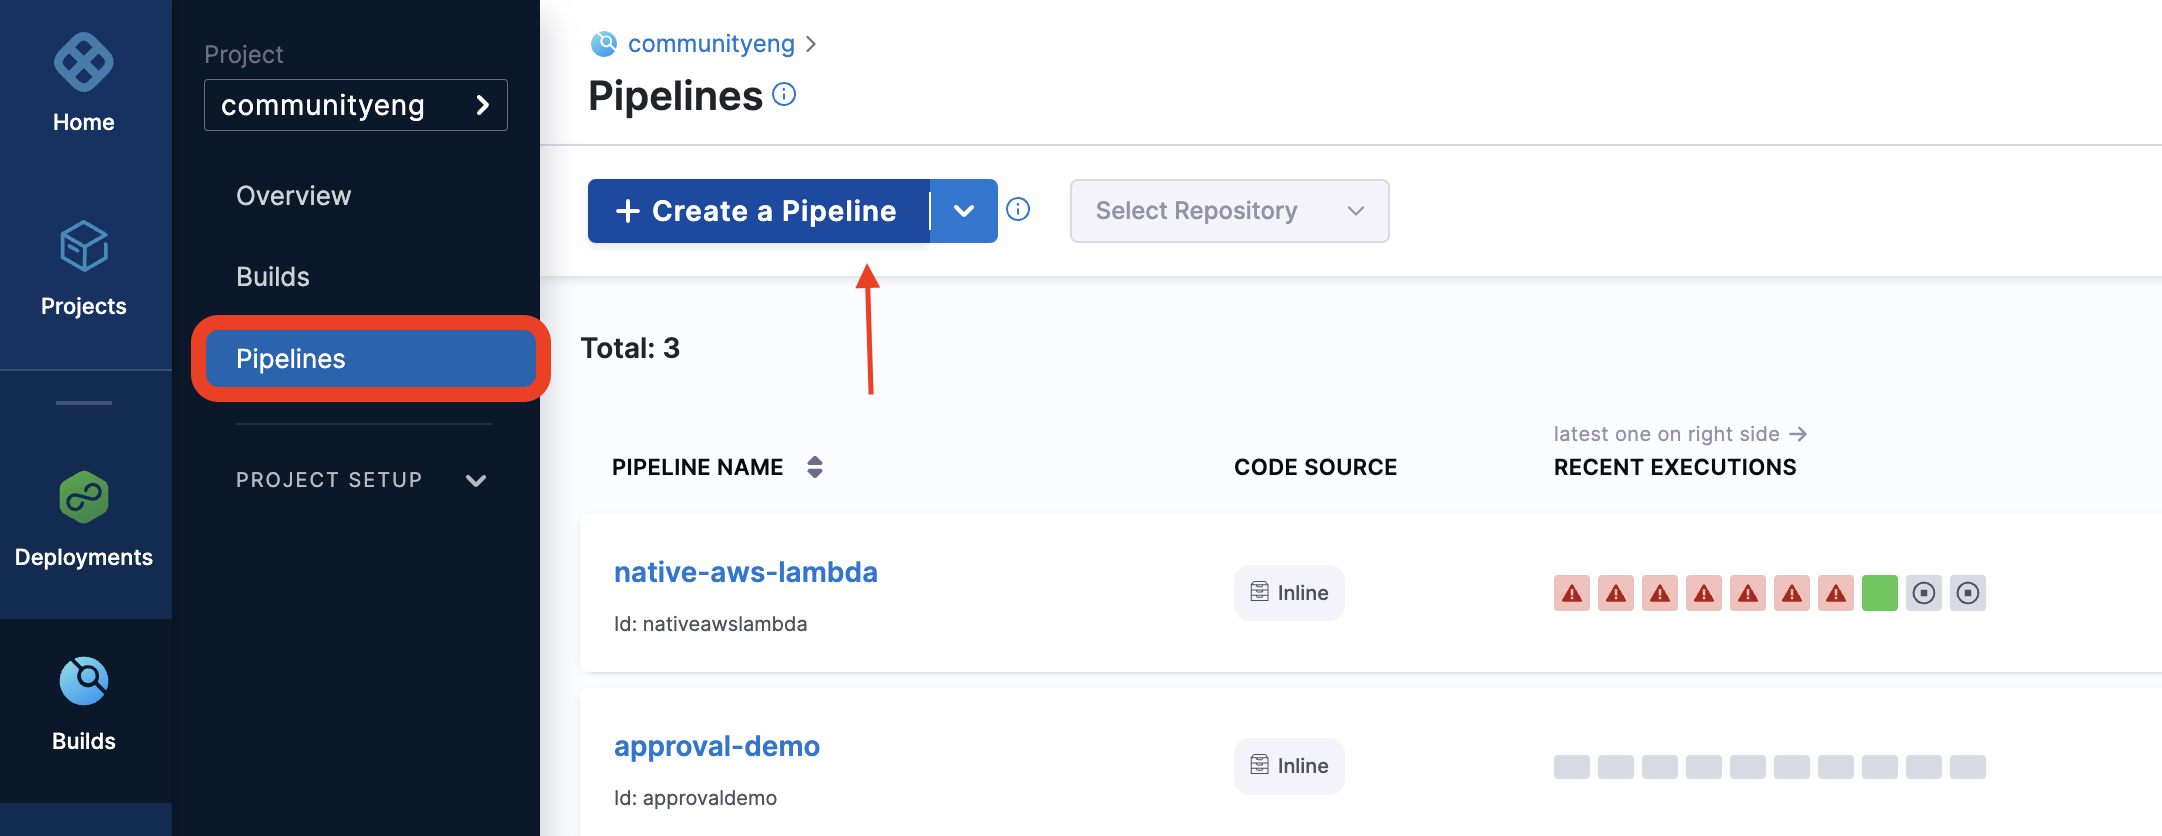 Home
Projects
Deployments
Builds
Project
communityeng
Overview
Builds
Pipelines
PROJECT SETUP
communityeng
Pipelines
+ Create a Pipeline
Select Repository
Total: 3
latest one on right side →
PIPELINE NAME
CODE SOURCE
RECENT EXECUTIONS
native-aws-lambda
Id: nativeawslambda
Inline
approval-demo
Id: approvaldemo
Inline